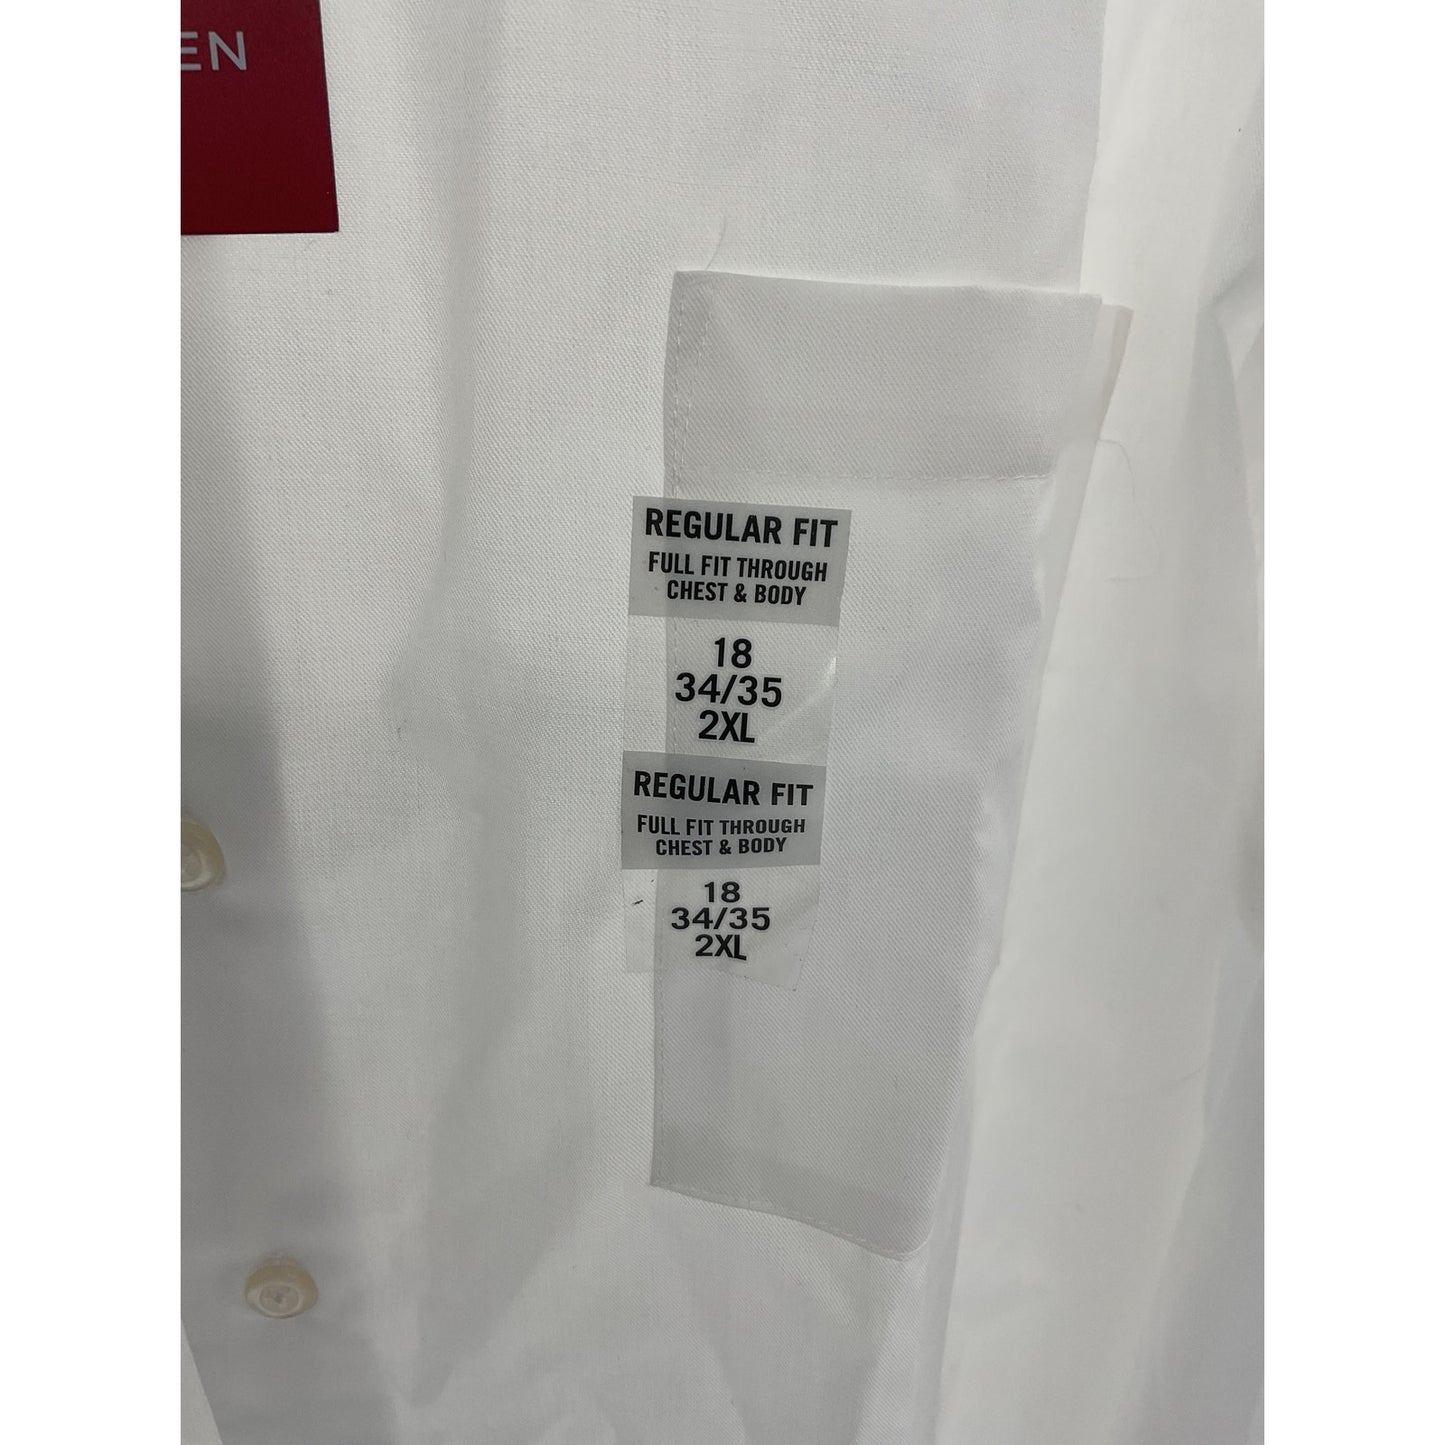 EN
REGULAR FIT
FULL FIT THROUGH
CHEST & BODY
18
34/35
2XL
REGULAR FIT
FULL FIT THROUGH
CHEST & BODY
18
34/35
2XL